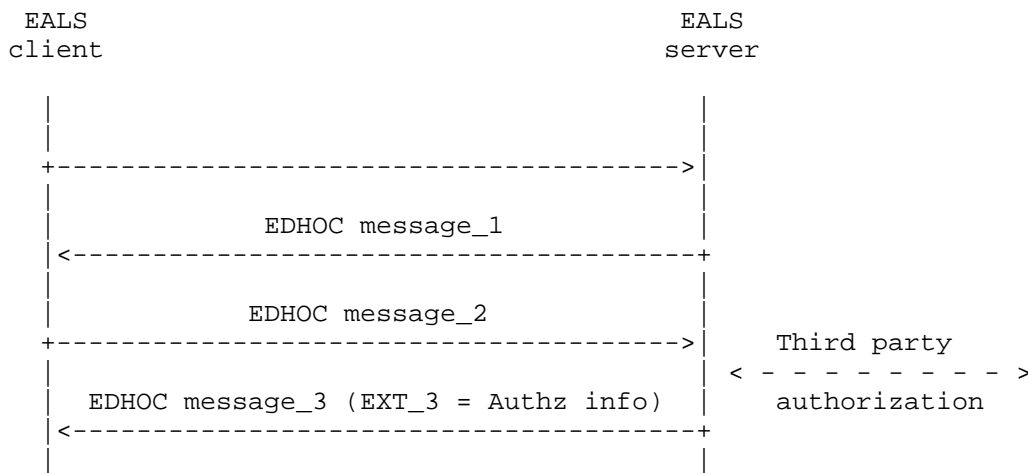 EALS EALS
client server
EDHOC message_1
EDHOC message_2
Third party
EDHOC message_3 (EXT_3 = Authz info) authorization